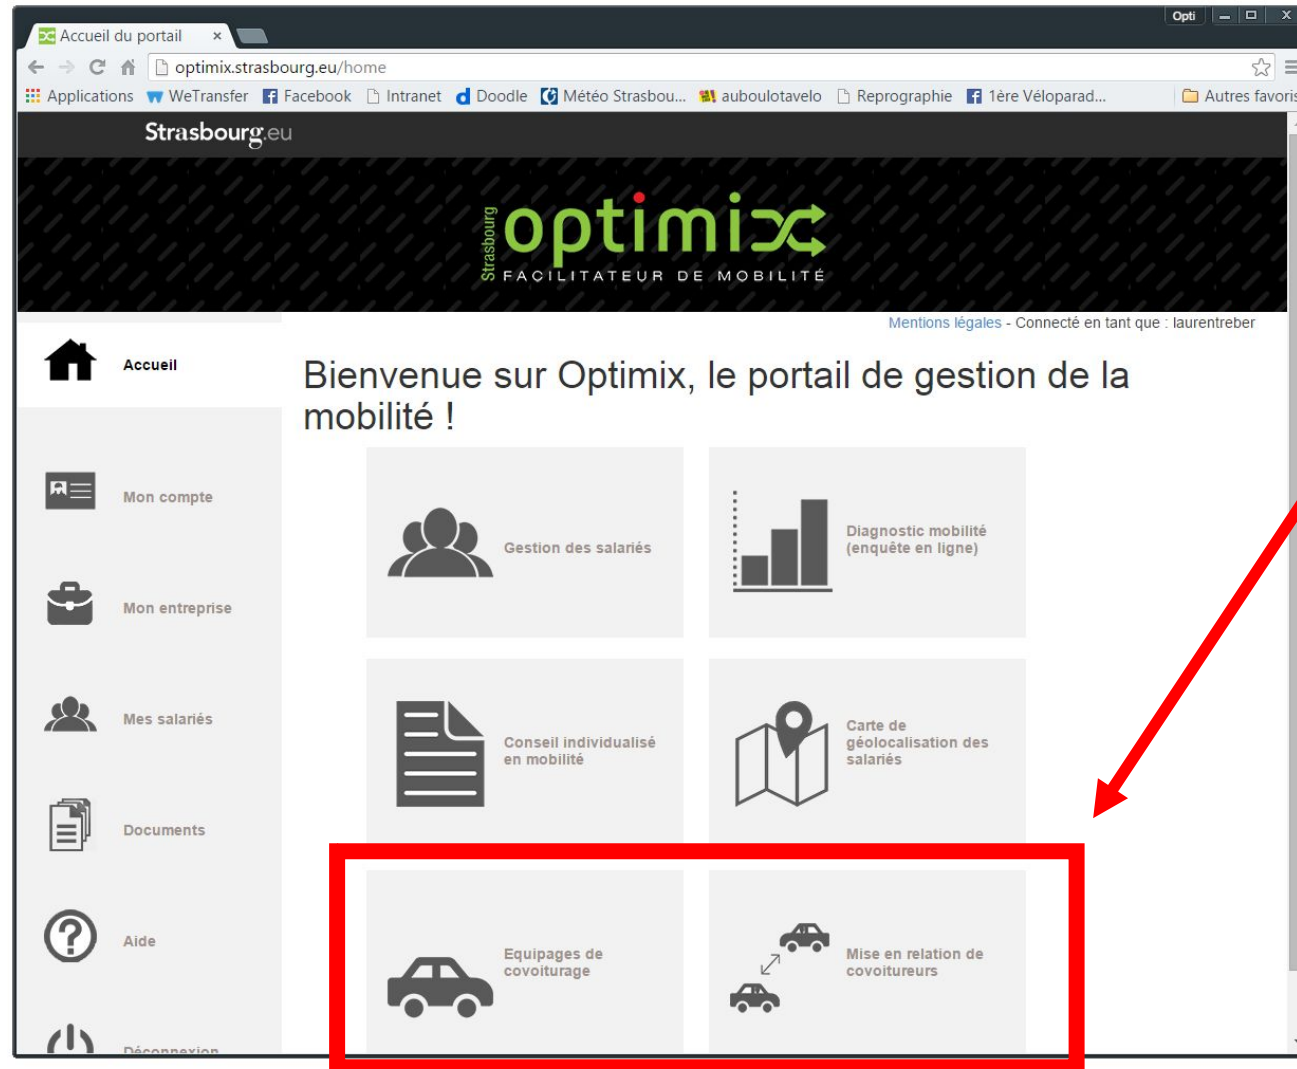 Opti
Accueil du portail
optimix.strasbourg.eu/home
Applications WeTransfer Facebook Intranet Doodle Météo Strasbou... auboulotavelo Reprographie 1ère Véloparad... Autres favoris
Strasbourg.eu
Strasbourg
optimix
FACILITATEUR DE MOBILITÉ
Mentions légales - Connecté en tant que : laurentreber
Accueil
Bienvenue sur Optimix, le portail de gestion de la
mobilité !
Mon compte
Gestion des salariés
Diagnostic mobilité
(enquête en ligne)
Mon entreprise
Mes salariés
Conseil individualisé
en mobilité
Carte de
géolocalisation des
salariés
Documents
Aide
Equipages de
covoiturage
Mise en relation de
covoitureurs
Déconnexion